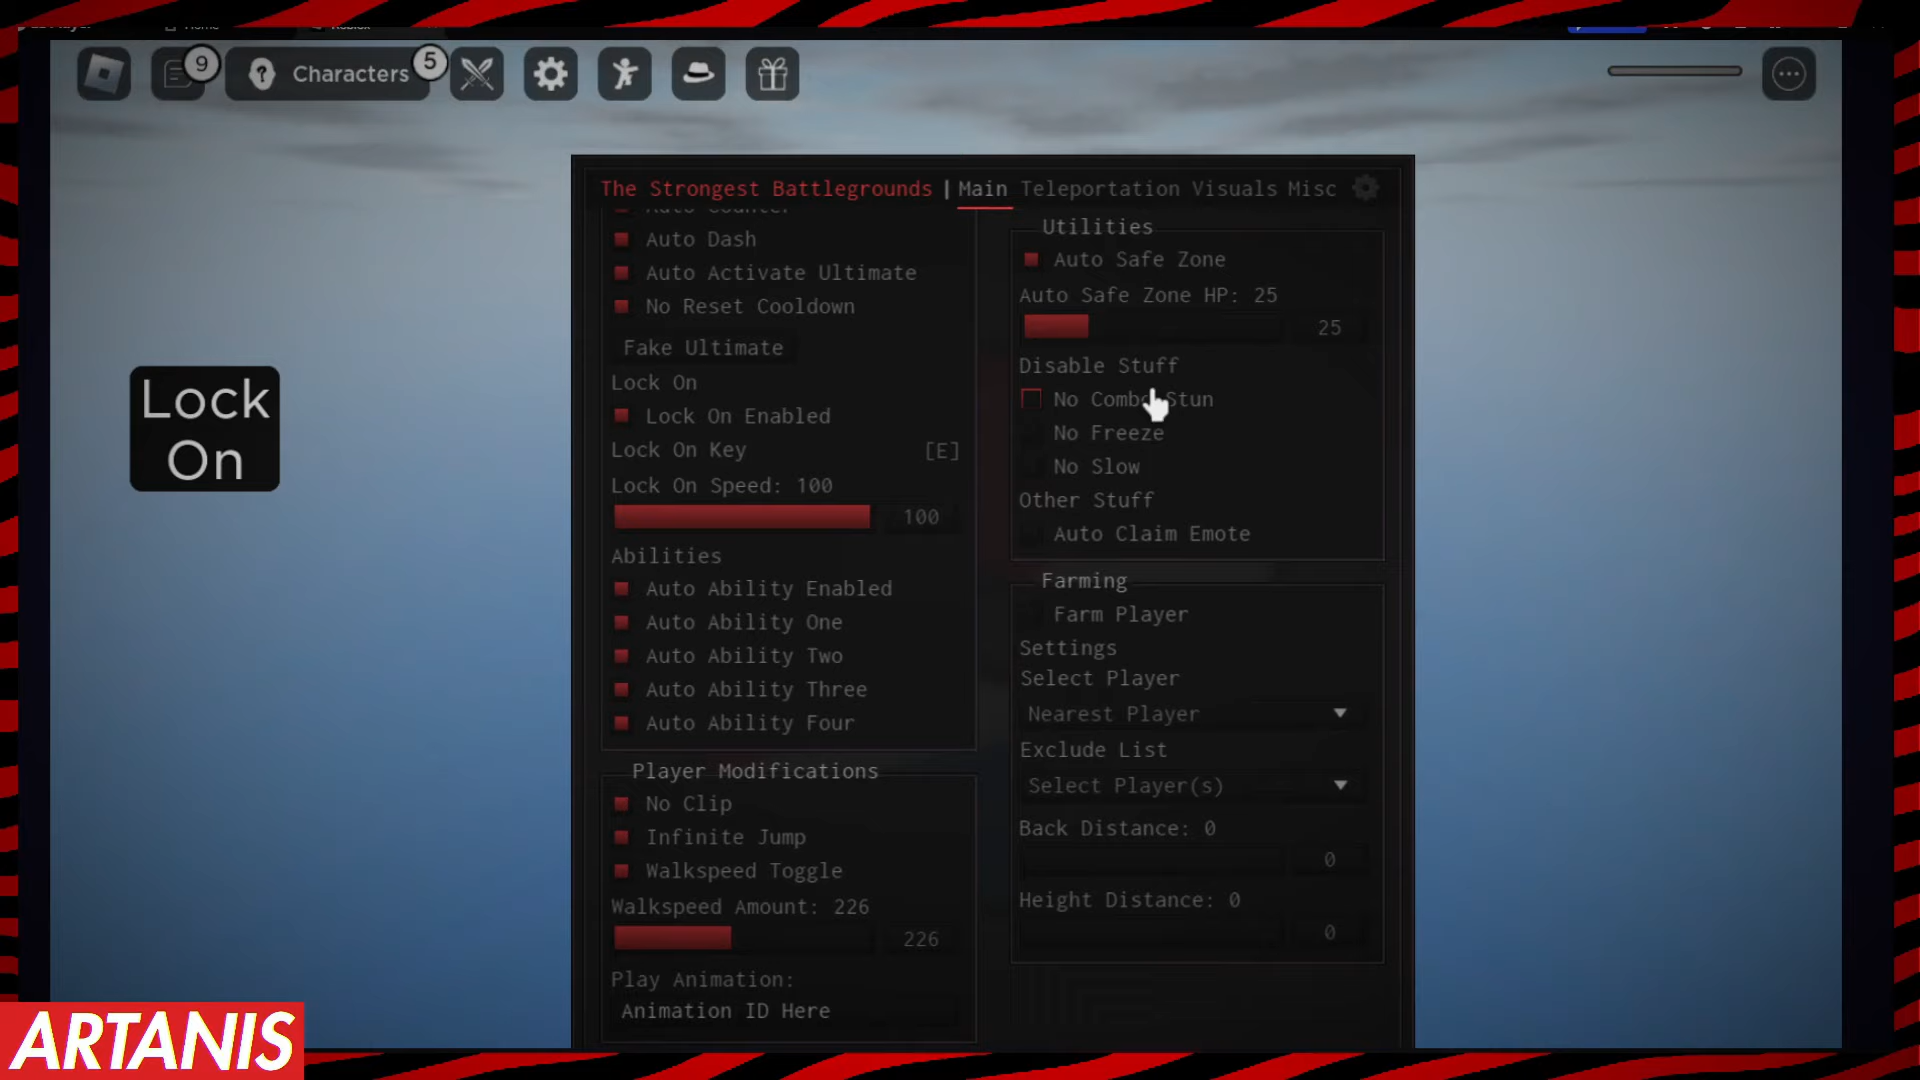 Home
Roblox
9
Characters
5
The Strongest Battlegrounds | Main Teleportation Visuals Misc
Auto Counter
Auto Dash
Auto Activate Ultimate
No Reset Cooldown
Fake Ultimate
Lock On
Lock On Enabled
Lock On Key [E]
Lock On Speed: 100
100
Abilities
Auto Ability Enabled
Auto Ability One
Auto Ability Two
Auto Ability Three
Auto Ability Four
Player Modifications
No Clip
Infinite Jump
Walkspeed Toggle
Walkspeed Amount: 226
226
Play Animation:
Animation ID Here
Utilities
Auto Safe Zone
Auto Safe Zone HP: 25
25
Disable Stuff
No Combo Stun
No Freeze
No Slow
Other Stuff
Auto Claim Emote
Farming
Farm Player
Settings
Select Player
Nearest Player
Exclude List
Select Player(s)
Back Distance: 0
0
Height Distance: 0
0
Lock
On
ARTANIS